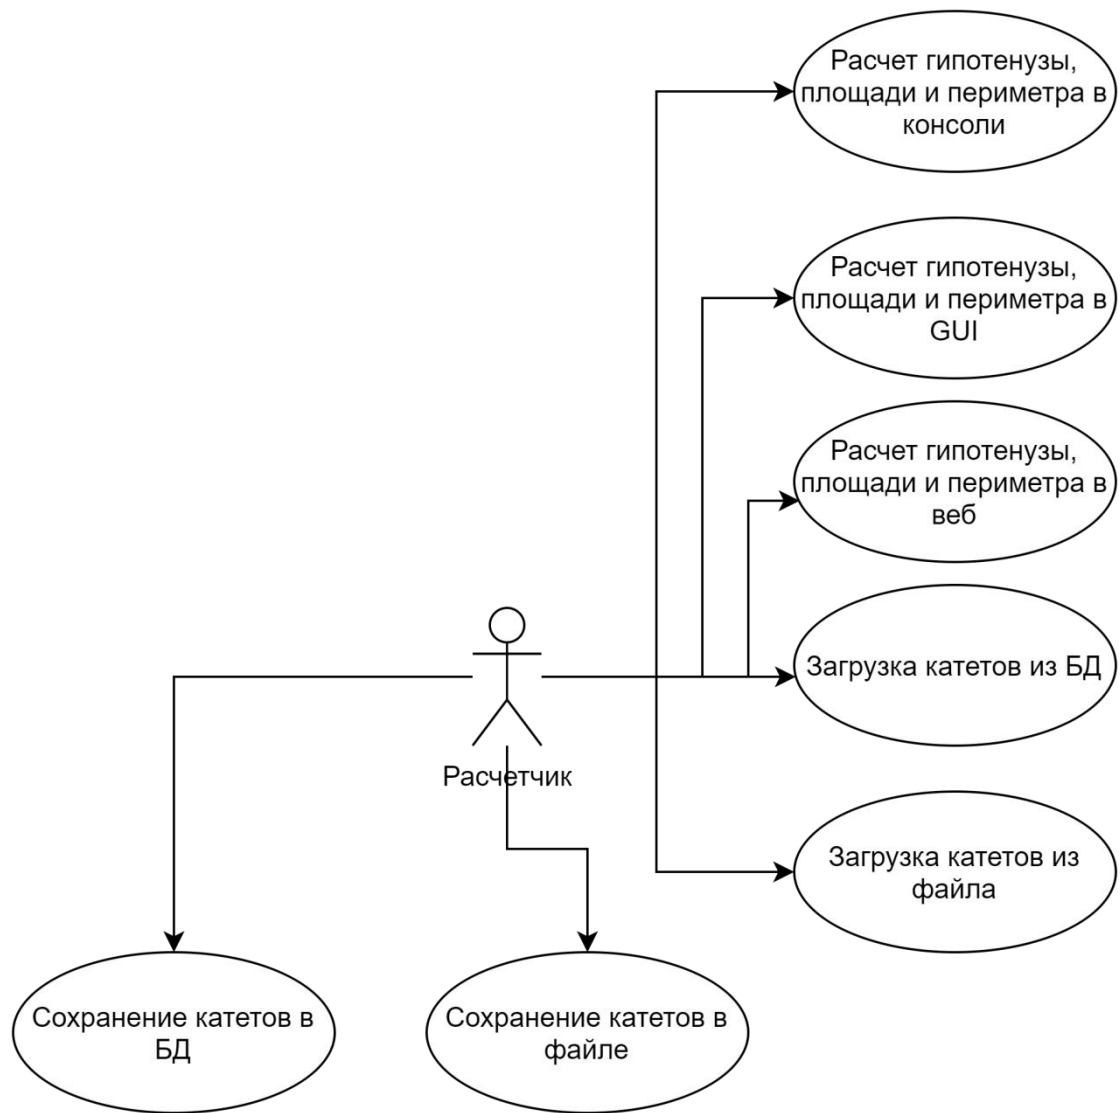 Расчет гипотенузы,
площади и периметра в
консоли
Расчет гипотенузы,
площади и периметра в
GUI
Расчет гипотенузы,
площади и периметра в
веб
Загрузка катетов из БД
Расчетчик
Загрузка катетов из
файла
Сохранение катетов в
БД
Сохранение катетов в
файле